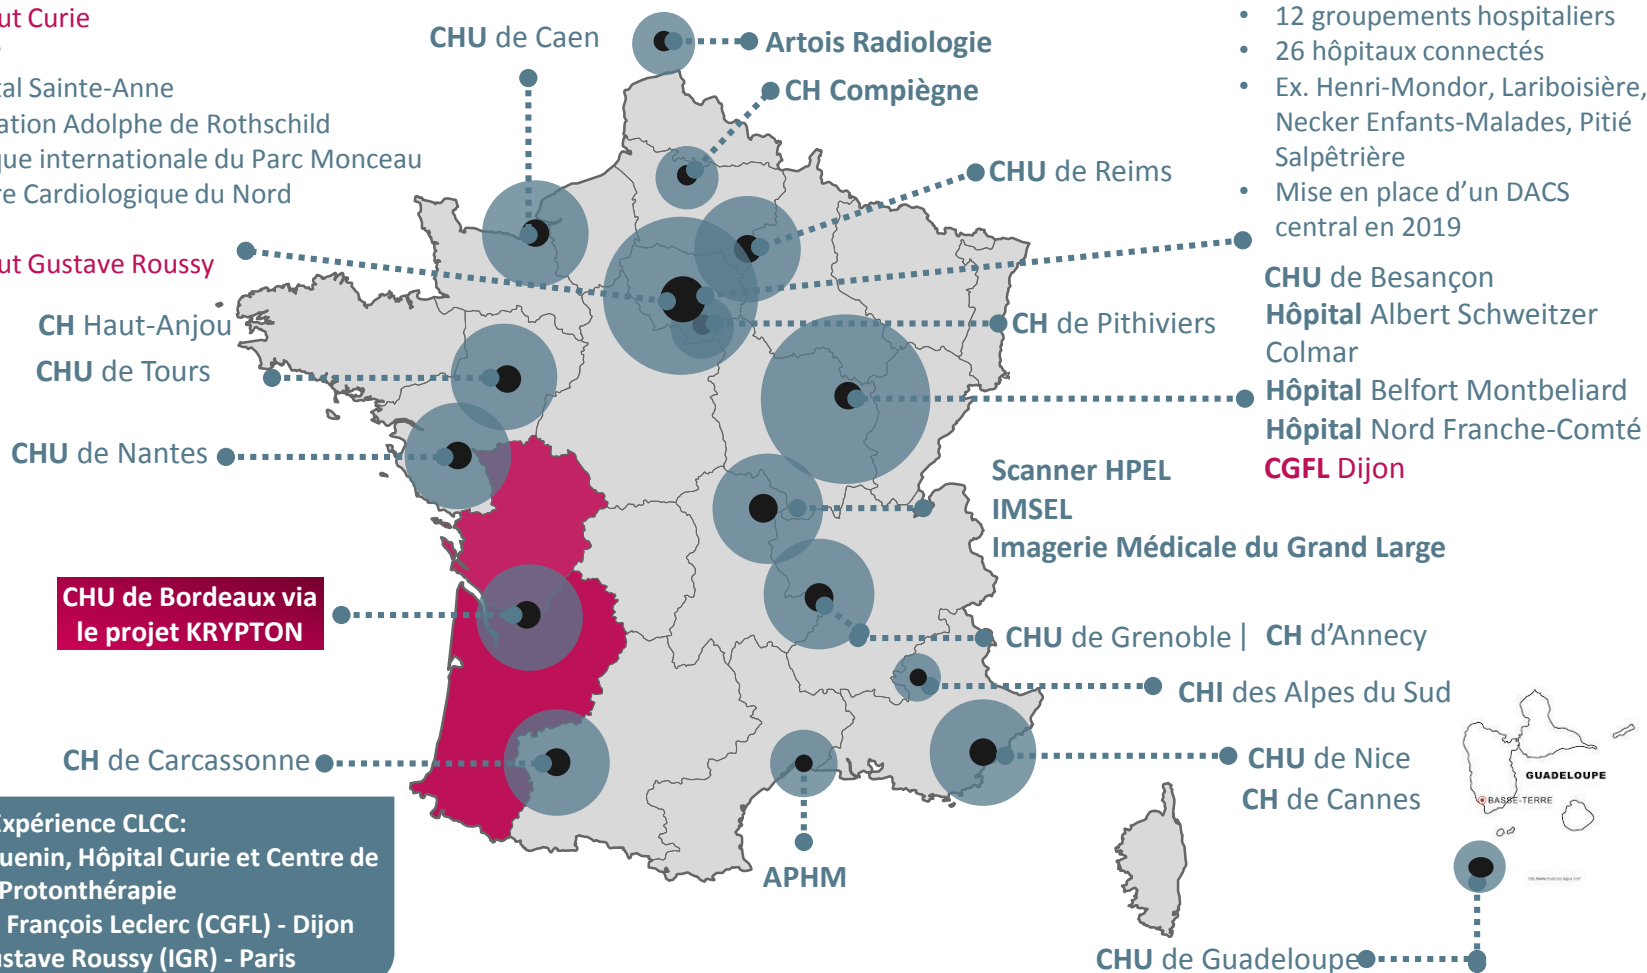 ut Curie
tal Sainte-Anne
ation Adolphe de Rothschild
que internationale du Parc Monceau
re Cardiologique du Nord
ut Gustave Roussy
CHU de Caen
Artois Radiologie
CH Compiègne
CHU de Reims
• 12 groupements hospitaliers
• 26 hôpitaux connectés
• Ex. Henri-Mondor, Lariboisière,
Necker Enfants-Malades, Pitié
Salpêtrière
• Mise en place d’un DACS
central en 2019
CH Haut-Anjou
CHU de Tours
CHU de Nantes
CH de Pithiviers
CHU de Besançon
Hôpital Albert Schweitzer
Colmar
Hôpital Belfort Montbeliard
Hôpital Nord Franche-Comté
CGFL Dijon
Scanner HPEL
IMSEL
Imagerie Médicale du Grand Large
CHU de Bordeaux via
le projet KRYPTON
CHU de Grenoble | CH d’Annecy
CHI des Alpes du Sud
CH de Carcassonne
CHU de Nice
CH de Cannes
APHM
GUADELOUPE
BASSE-TERRE
CHU de Guadeloupe
Expérience CLCC:
uenin, Hôpital Curie et Centre de
Protonthérapie
François Leclerc (CGFL) - Dijon
ustave Roussy (IGR) - Paris